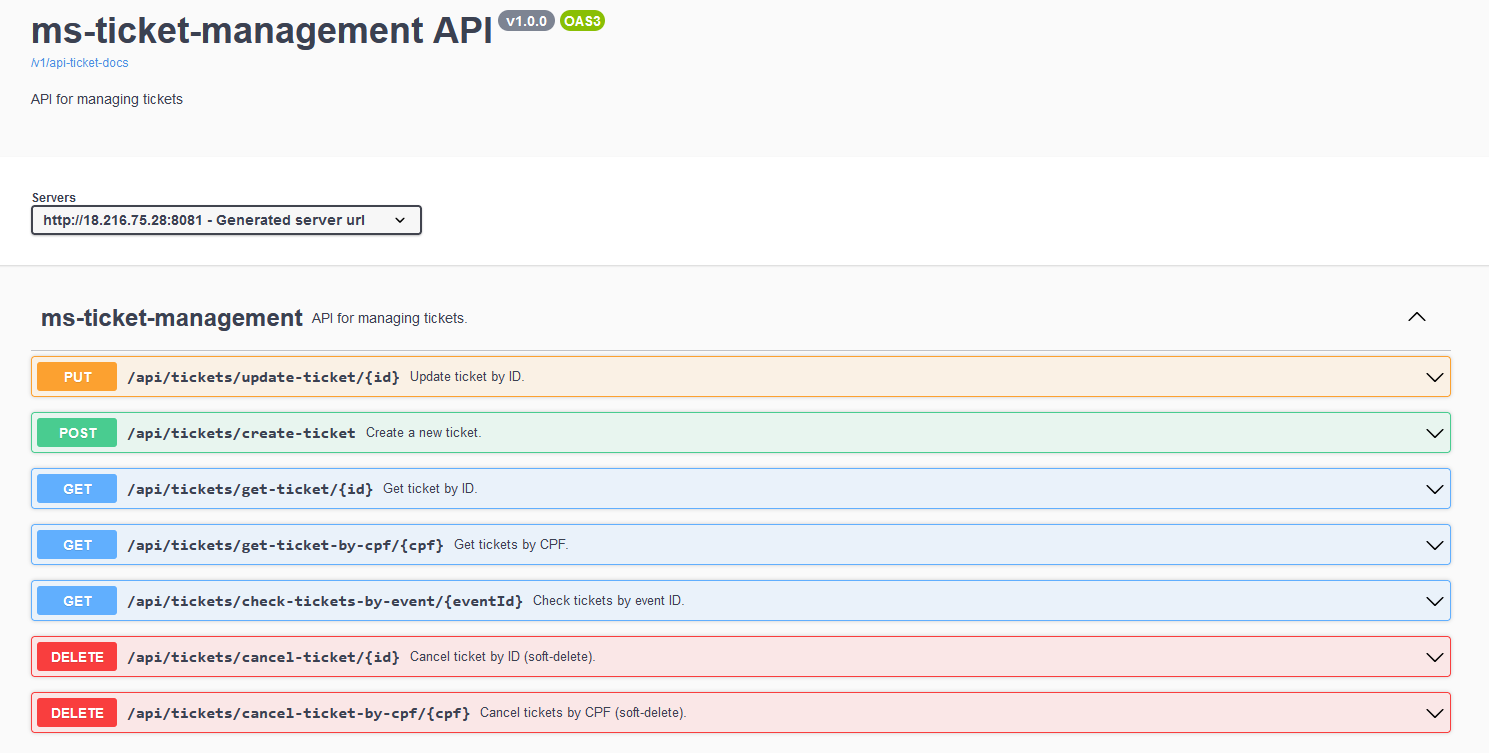 ms-ticket-management API v1.0.0 OAS3
/v1/api-ticket-docs
API for managing tickets
Servers
http://18.216.75.28:8081 - Generated server url
ms-ticket-management API for managing tickets.
PUT /api/tickets/update-ticket/{id} Update ticket by ID.
POST /api/tickets/create-ticket Create a new ticket.
GET /api/tickets/get-ticket/{id} Get ticket by ID.
GET /api/tickets/get-ticket-by-cpf/{cpf} Get tickets by CPF.
GET /api/tickets/check-tickets-by-event/{eventId} Check tickets by event ID.
DELETE /api/tickets/cancel-ticket/{id} Cancel ticket by ID (soft-delete).
DELETE /api/tickets/cancel-ticket-by-cpf/{cpf} Cancel tickets by CPF (soft-delete).